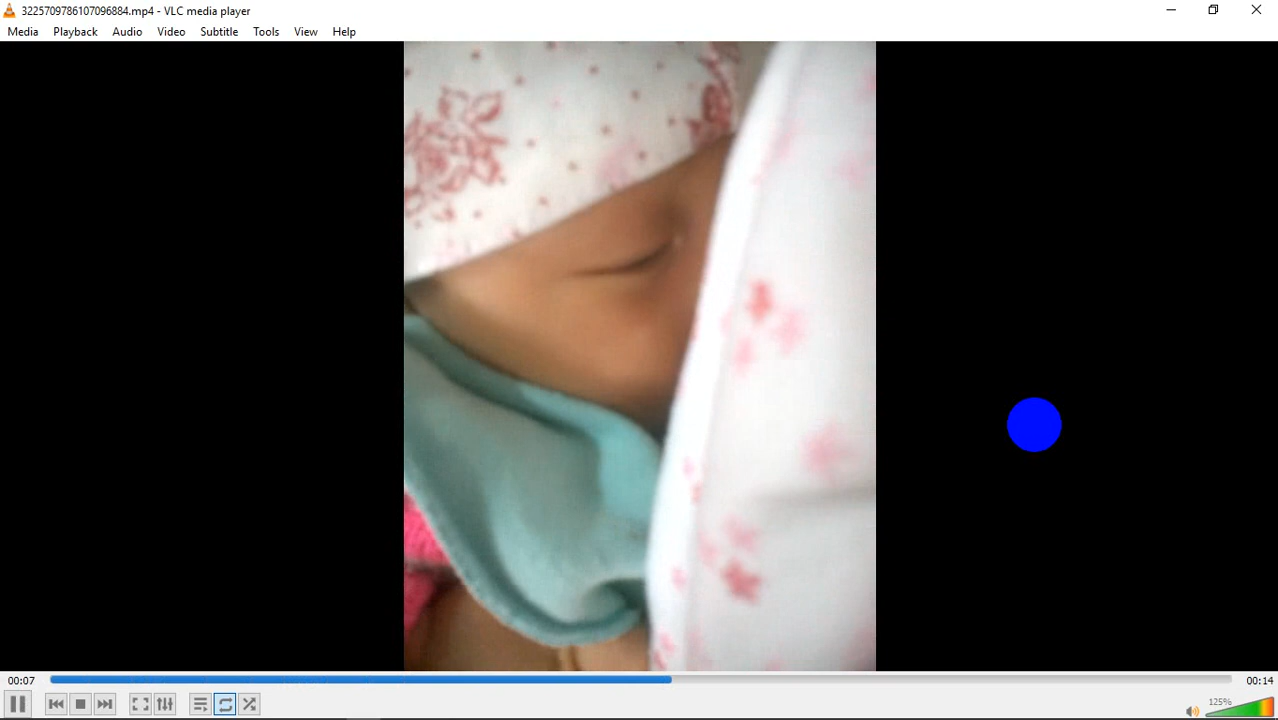 3225709786107096884.mp4 - VLC media player
Media Playback Audio Video Subtitle Tools View Help
00:07 00:14
125%